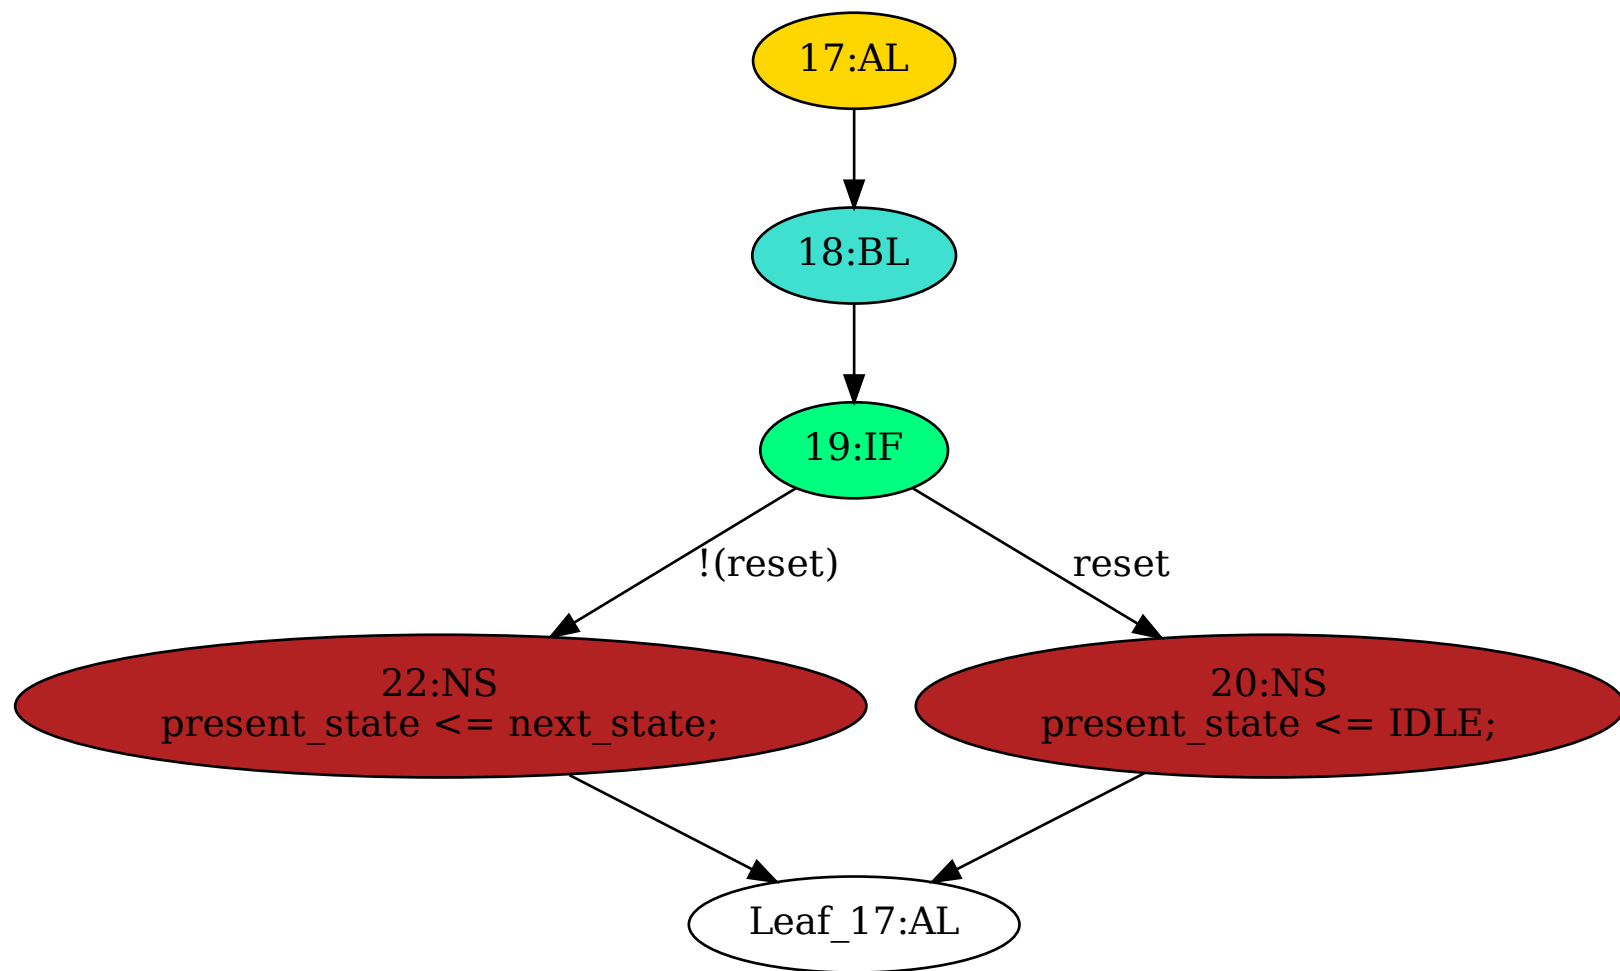 17:AL
18:BL
19:IF
!(reset)
reset
22:NS
present_state <= next_state;
20:NS
present_state <= IDLE;
Leaf_17:AL